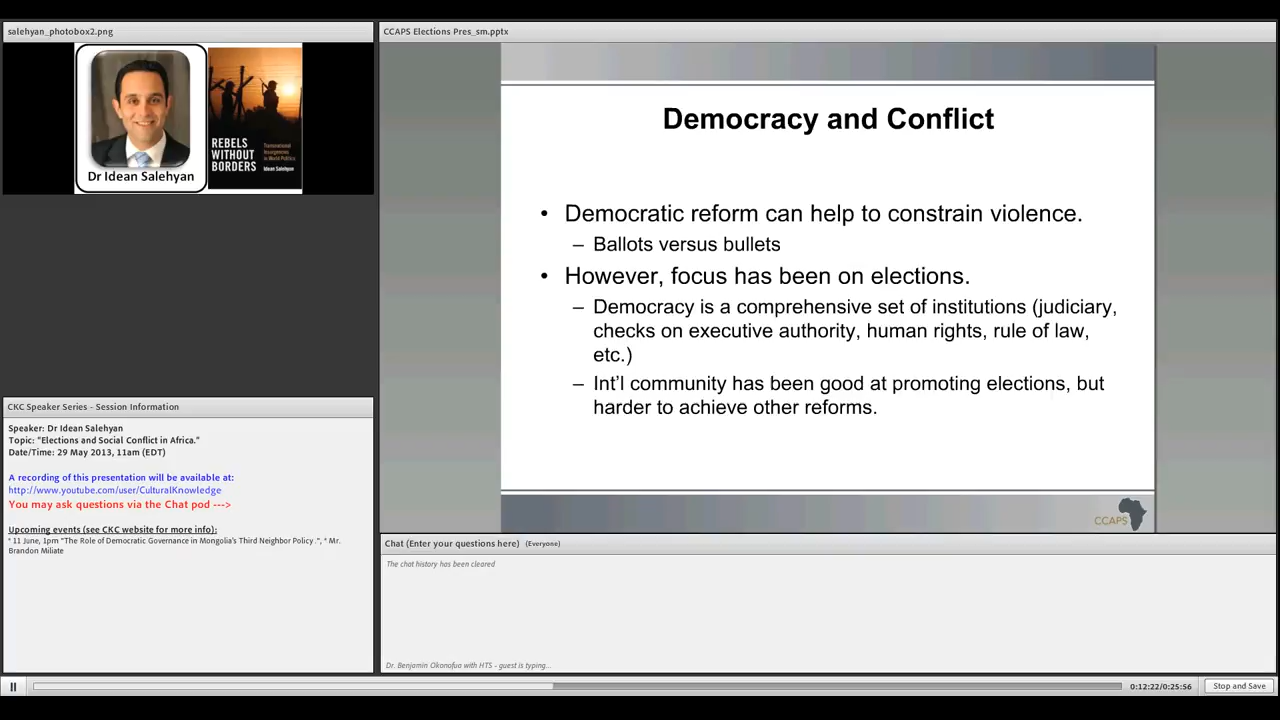 salehyan_photobox2.png
REBELS
WITHOUT
BORDERS
Transnational
Insurgencies
in World Politics
Idean Salehyan
Dr Idean Salehyan
CKC Speaker Series - Session Information
Speaker: Dr Idean Salehyan
Topic: "Elections and Social Conflict in Africa."
Date/Time: 29 May 2013, 11am (EDT)
A recording of this presentation will be available at:
http://www.youtube.com/user/CulturalKnowledge
You may ask questions via the Chat pod --->
Upcoming events (see CKC website for more info):
* 11 June, 1pm "The Role of Democratic Governance in Mongolia's Third Neighbor Policy.", * Mr.
Brandon Miliate
CCAPS Elections Pres_sm.pptx
Democracy and Conflict
• Democratic reform can help to constrain violence.
– Ballots versus bullets
• However, focus has been on elections.
– Democracy is a comprehensive set of institutions (judiciary,
checks on executive authority, human rights, rule of law,
etc.)
– Int'l community has been good at promoting elections, but
harder to achieve other reforms.
CCAPS
Chat (Enter your questions here) (Everyone)
The chat history has been cleared
Dr. Benjamin Okonofua with HTS - guest is typing...
0:12:22/0:25:56
Stop and Save